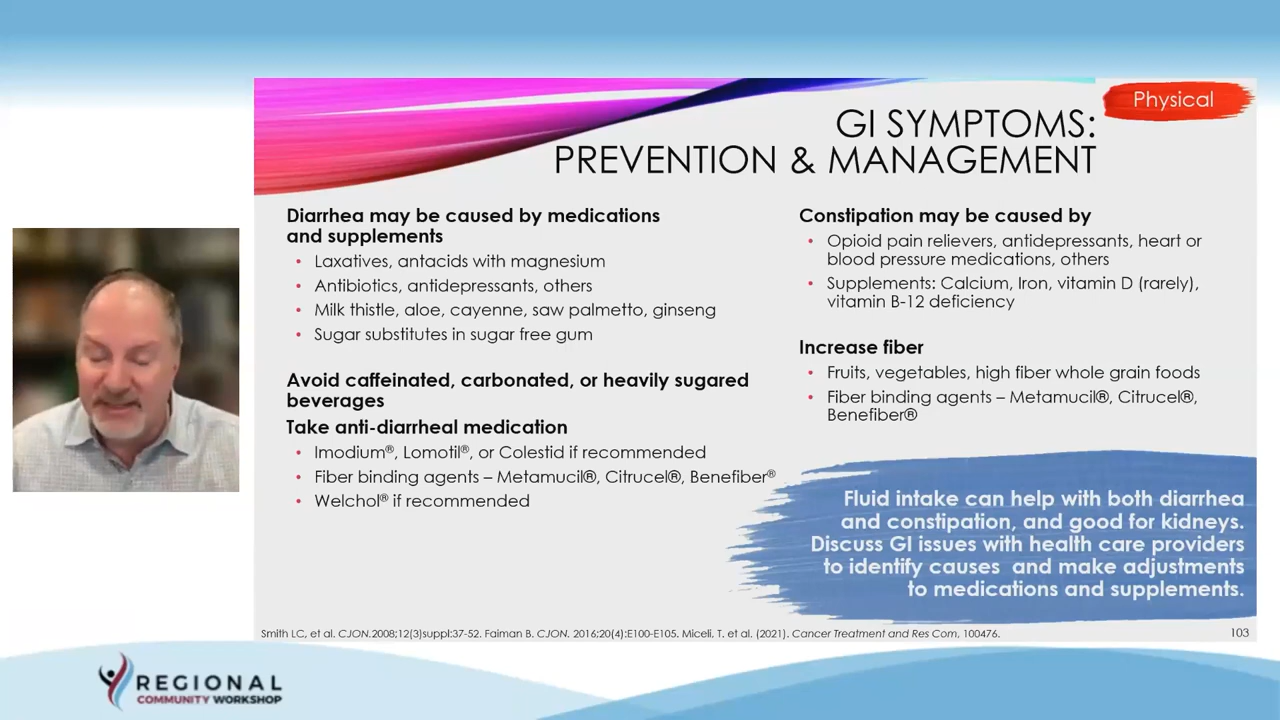 Physical
GI SYMPTOMS:
PREVENTION & MANAGEMENT
Diarrhea may be caused by medications
and supplements
• Laxatives, antacids with magnesium
• Antibiotics, antidepressants, others
• Milk thistle, aloe, cayenne, saw palmetto, ginseng
• Sugar substitutes in sugar free gum
Avoid caffeinated, carbonated, or heavily sugared
beverages
Take anti-diarrheal medication
• Imodium®, Lomotil®, or Colestid if recommended
• Fiber binding agents – Metamucil®, Citrucel®, Benefiber®
• Welchol® if recommended
Constipation may be caused by
• Opioid pain relievers, antidepressants, heart or
blood pressure medications, others
• Supplements: Calcium, Iron, vitamin D (rarely),
vitamin B-12 deficiency
Increase fiber
• Fruits, vegetables, high fiber whole grain foods
• Fiber binding agents – Metamucil®, Citrucel®,
Benefiber®
Fluid intake can help with both diarrhea
and constipation, and good for kidneys.
Discuss GI issues with health care providers
to identify causes  and make adjustments
to medications and supplements.
Smith LC, et al. CJON.2008;12(3)suppl:37-52. Faiman B. CJON. 2016;20(4):E100-E105. Miceli, T. et al. (2021). Cancer Treatment and Res Com, 100476.
103
REGIONAL
COMMUNITY WORKSHOP